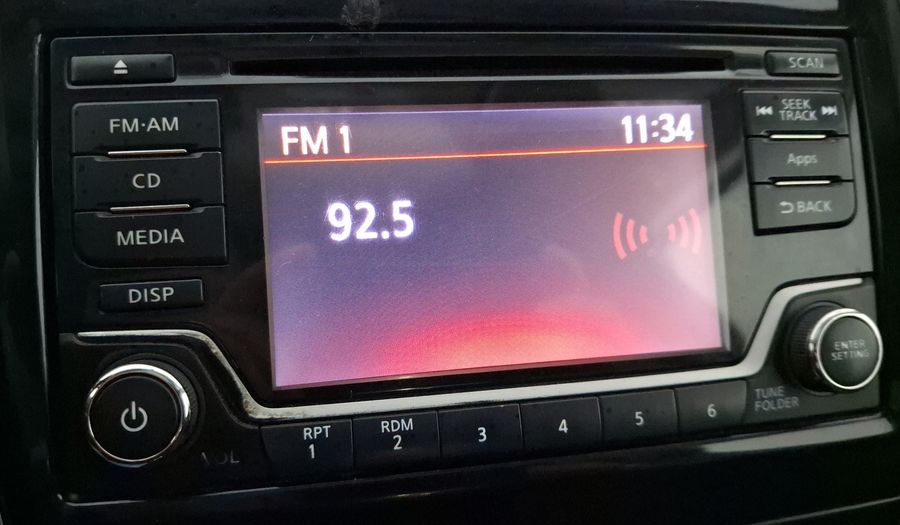 SCAN
FM·AM
SEEK
TRACK
FM 1
11:34
CD
Apps
92.5
BACK
MEDIA
DISP
ENTER
SETTING
TUNE
FOLDER
VOL
RPT
1
RDM
2
3
4
5
6